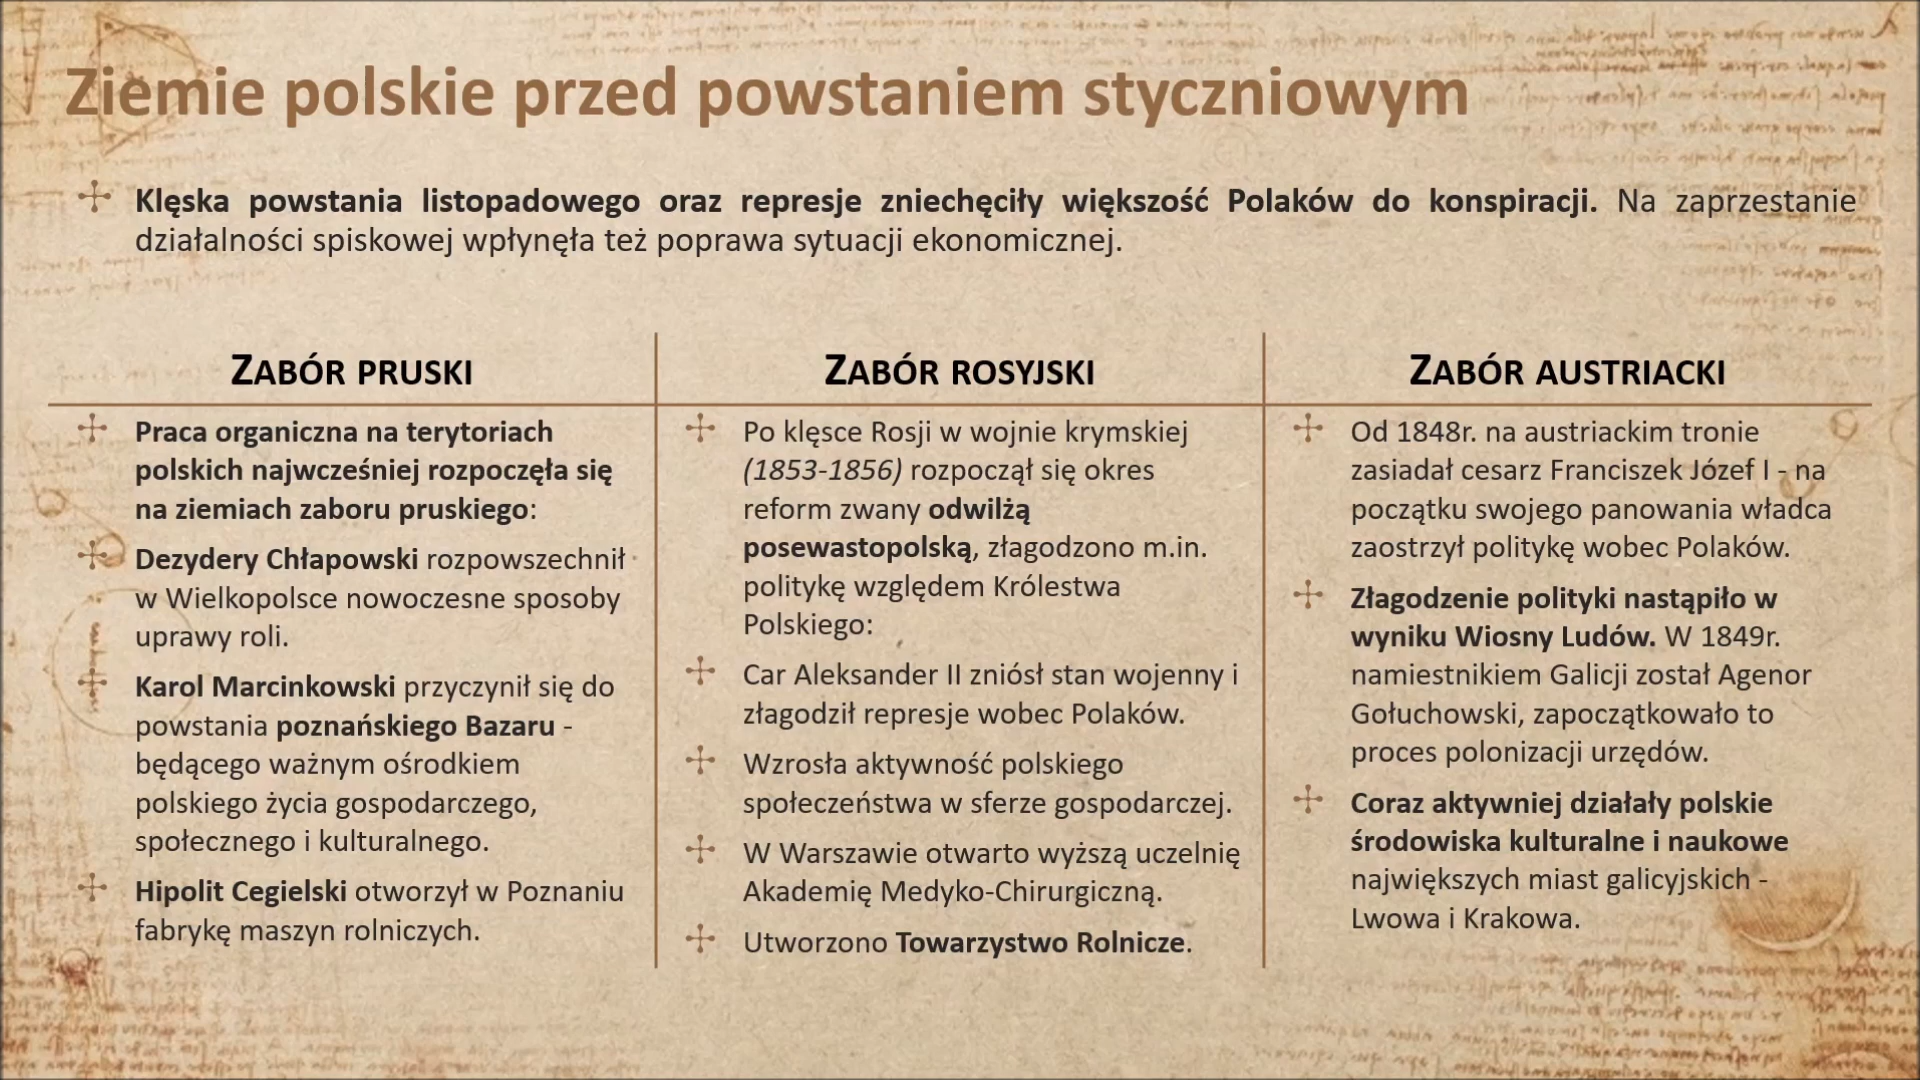 Ziemie polskie przed powstaniem styczniowym
Klęska powstania listopadowego oraz represje zniechęciły większość Polaków do konspiracji. Na zaprzestanie
działalności spiskowej wpłynęła też poprawa sytuacji ekonomicznej.
ZABÓR PRUSKI
Praca organiczna na terytoriach
polskich najwcześniej rozpoczęła się
na ziemiach zaboru pruskiego:
Dezydery Chłapowski rozpowszechnił
w Wielkopolsce nowoczesne sposoby
uprawy roli.
Karol Marcinkowski przyczynił się do
powstania poznańskiego Bazaru -
będącego ważnym ośrodkiem
polskiego życia gospodarczego,
społecznego i kulturalnego.
Hipolit Cegielski otworzył w Poznaniu
fabrykę maszyn rolniczych.
ZABÓR ROSYJSKI
Po klęsce Rosji w wojnie krymskiej
(1853-1856) rozpoczął się okres
reform zwany odwilżą
posewastopolską, złagodzono m.in.
politykę względem Królestwa
Polskiego:
Car Aleksander II zniósł stan wojenny i
złagodził represje wobec Polaków.
Wzrosła aktywność polskiego
społeczeństwa w sferze gospodarczej.
W Warszawie otwarto wyższą uczelnię
Akademię Medyko-Chirurgiczną.
Utworzono Towarzystwo Rolnicze.
ZABÓR AUSTRIACKI
Od 1848r. na austriackim tronie
zasiadał cesarz Franciszek Józef I - na
początku swojego panowania władca
zaostrzył politykę wobec Polaków.
Złagodzenie polityki nastąpiło w
wyniku Wiosny Ludów. W 1849r.
namiestnikiem Galicji został Agenor
Gołuchowski, zapoczątkowało to
proces polonizacji urzędów.
Coraz aktywniej działały polskie
środowiska kulturalne i naukowe
największych miast galicyjskich -
Lwowa i Krakowa.